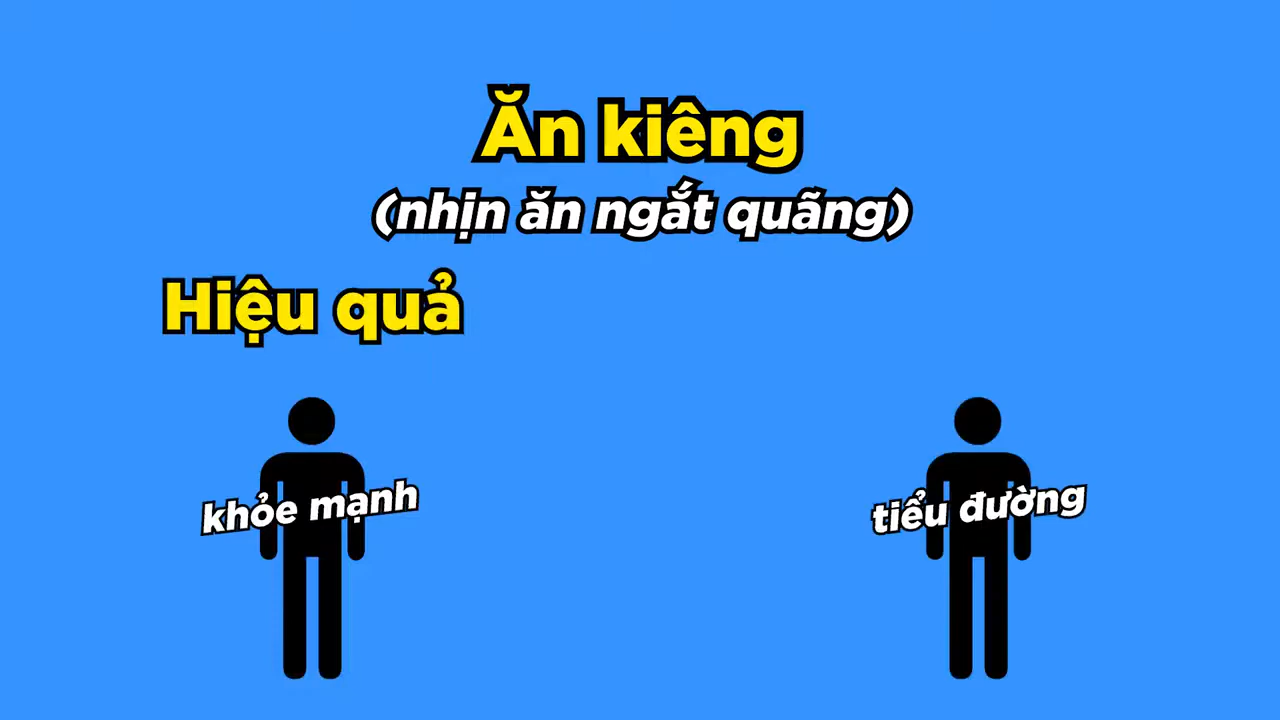 Ăn kiêng
(nhịn ăn ngắt quãng)
Hiệu quả
khỏe mạnh
tiểu đường